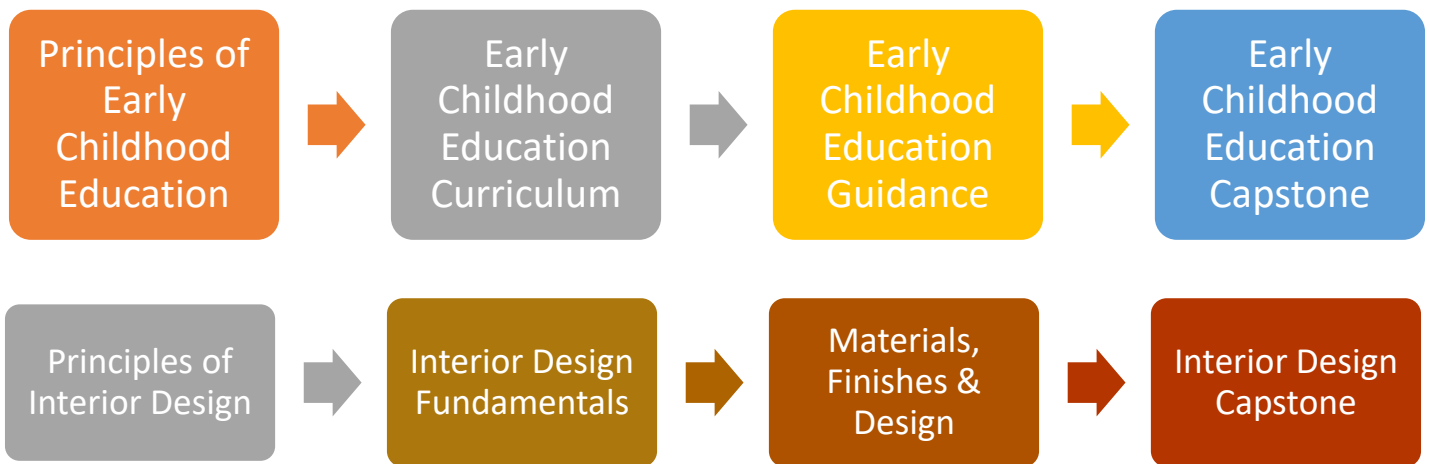 Principles of
Early
Childhood
Education
Early
Childhood
Education
Curriculum
Early
Childhood
Education
Guidance
Early
Childhood
Education
Capstone
Principles of
Interior Design
Interior Design
Fundamentals
Materials,
Finishes &
Design
Interior Design
Capstone